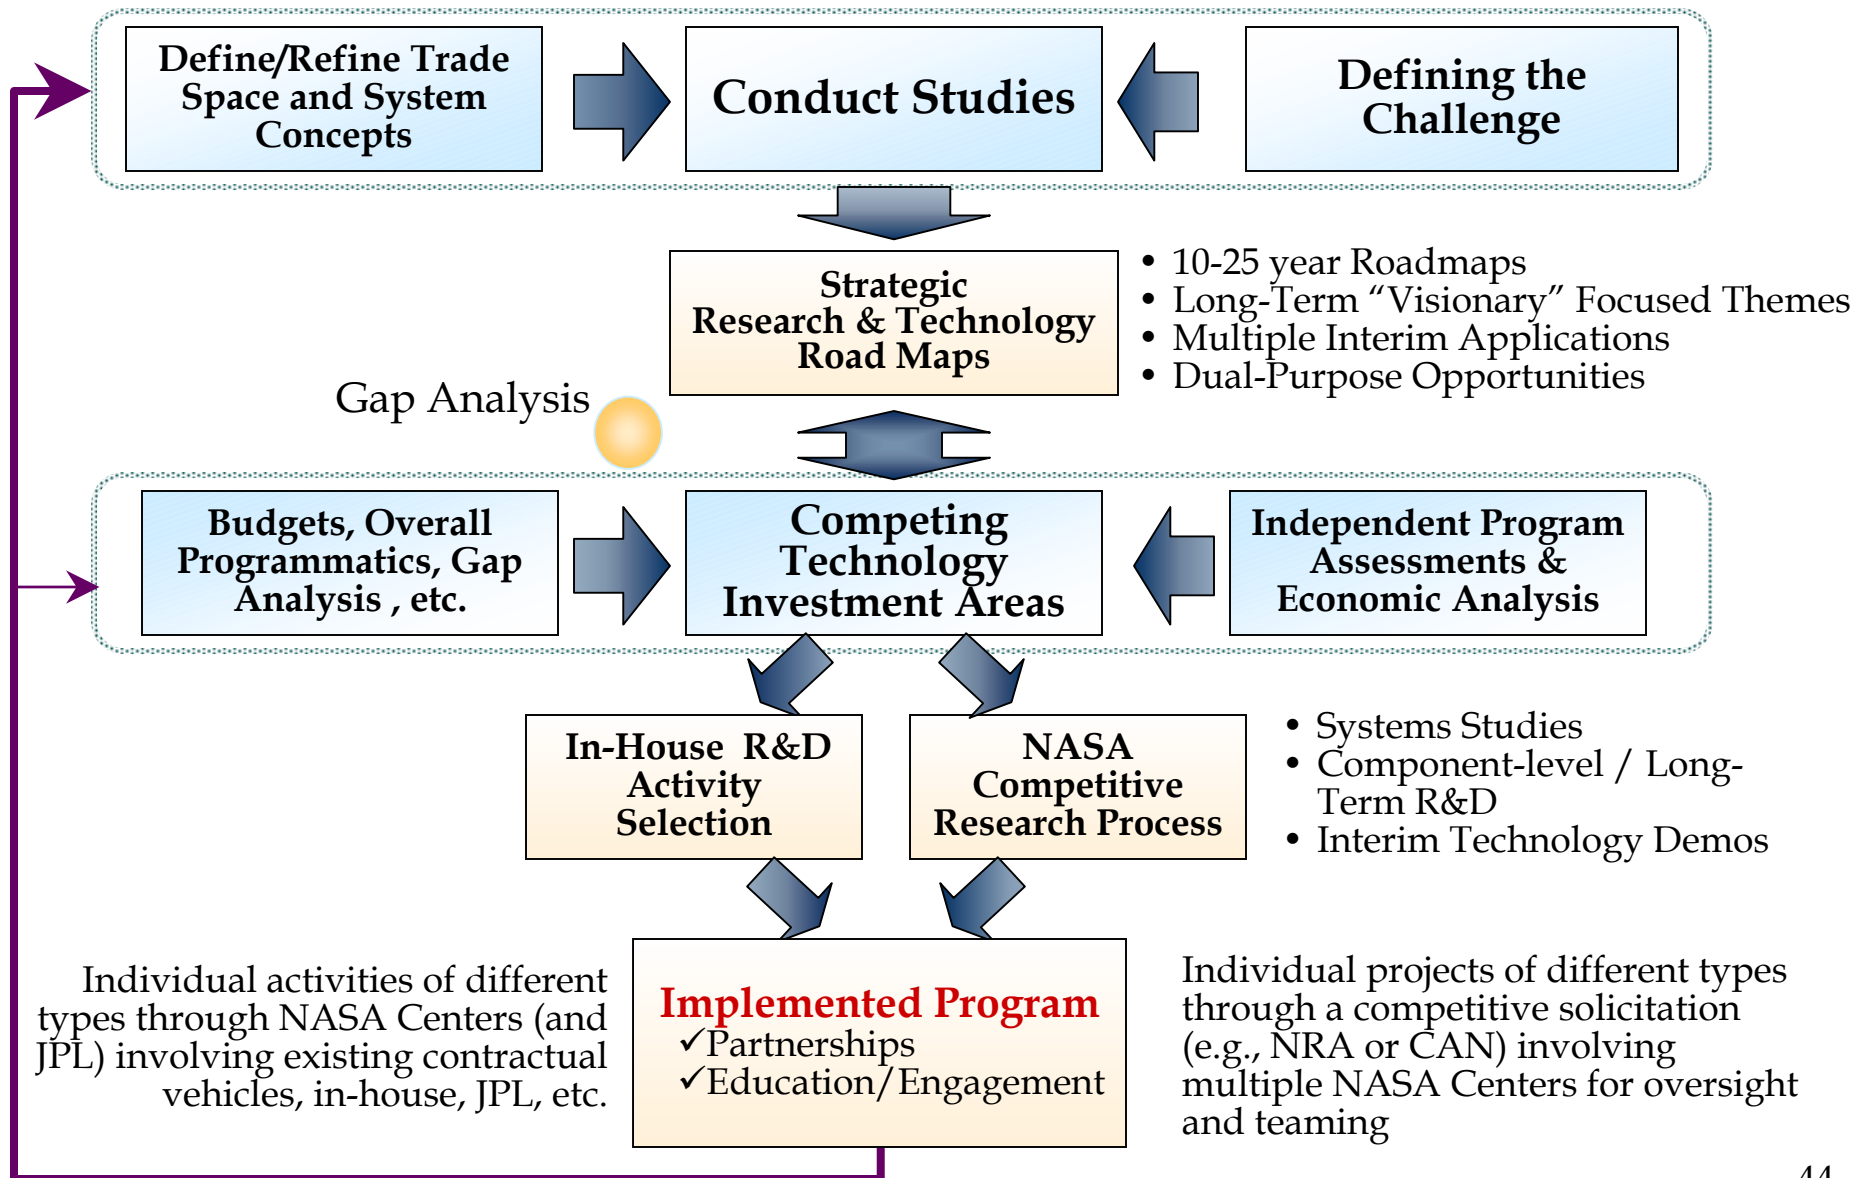 Define/Refine Trade
Space and System
Concepts
Conduct Studies
Defining the
Challenge
Strategic
Research & Technology
Road Maps
• 10-25 year Roadmaps
• Long-Term “Visionary” Focused Themes
• Multiple Interim Applications
• Dual-Purpose Opportunities
Gap Analysis
Budgets, Overall
Programmatics, Gap
Analysis , etc.
Competing
Technology
Investment Areas
Independent Program
Assessments &
Economic Analysis
In-House R&D
Activity
Selection
NASA
Competitive
Research Process
• Systems Studies
• Component-level / Long-
Term R&D
• Interim Technology Demos
Individual activities of different
types through NASA Centers (and
JPL) involving existing contractual
vehicles, in-house, JPL, etc.
Implemented Program
✓Partnerships
✓Education/Engagement
Individual projects of different types
through a competitive solicitation
(e.g., NRA or CAN) involving
multiple NASA Centers for oversight
and teaming
44